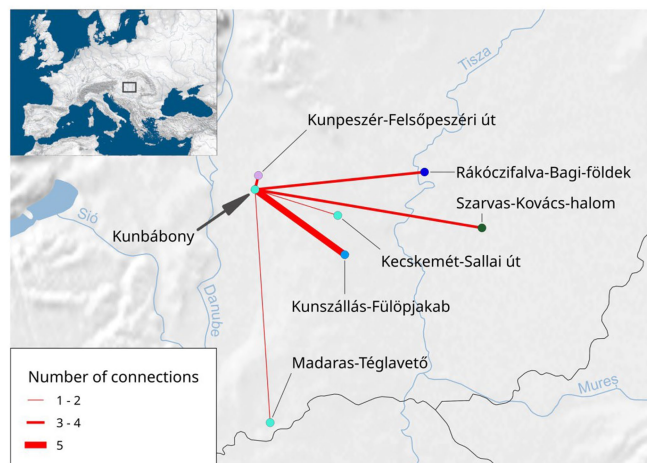 Tisza
Kunpeszér-Felsőpeszéri út
Rákóczifalva-Bagi-földek
Szarvas-Kovács-halom
Sió
Kunbábony
Kecskemét-Sallai út
Danube
Kunszállás-Fülöpjakab
Madaras-Téglavető
Mureș
Number of connections
1 - 2
3 - 4
5